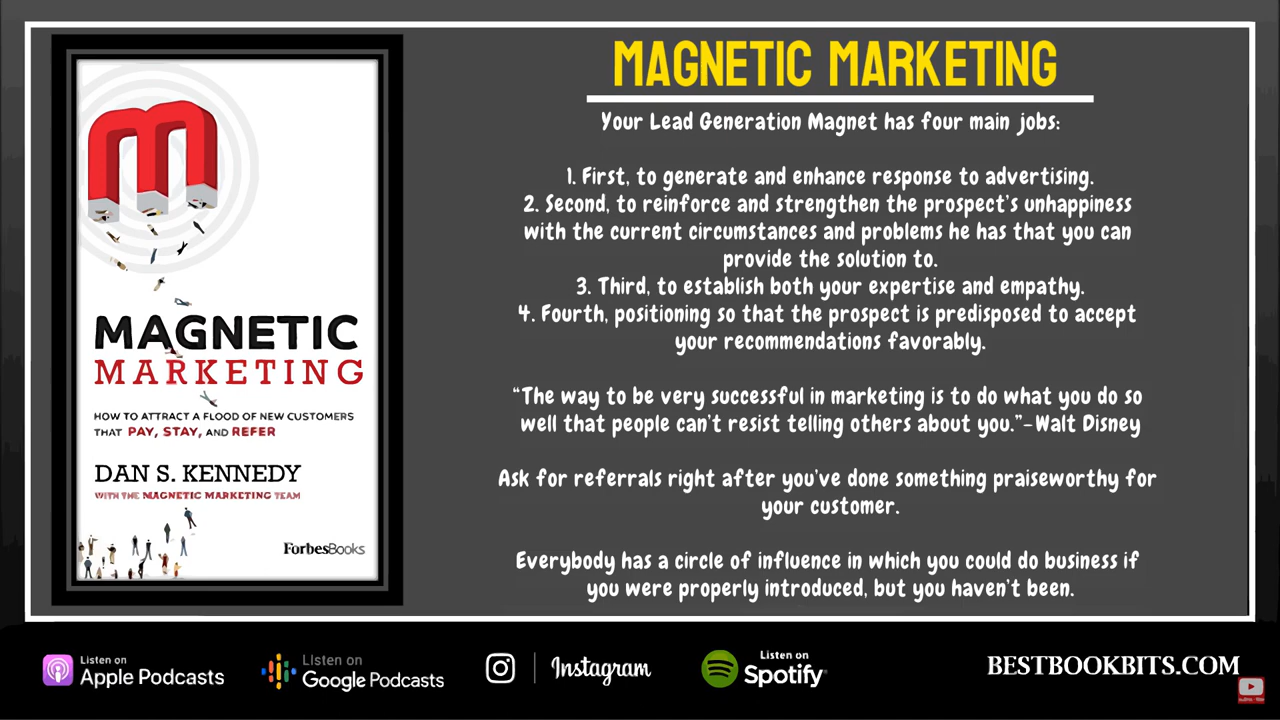 MAGNETIC MARKETING
Your Lead Generation Magnet has four main jobs:
1. First, to generate and enhance response to advertising.
2. Second, to reinforce and strengthen the prospect's unhappiness
with the current circumstances and problems he has that you can
provide the solution to.
3. Third, to establish both your expertise and empathy.
4. Fourth, positioning so that the prospect is predisposed to accept
your recommendations favorably.
“The way to be very successful in marketing is to do what you do so
well that people can't resist telling others about you.”-Walt Disney
Ask for referrals right after you've done something praiseworthy for
your customer.
Everybody has a circle of influence in which you could do business if
you were properly introduced, but you haven't been.
MAGNETIC
MARKETING
HOW TO ATTRACT A FLOOD OF NEW CUSTOMERS
THAT PAY, STAY, AND REFER
DAN S. KENNEDY
WITH THE MAGNETIC MARKETING TEAM
ForbesBooks
Listen on
Apple Podcasts
Listen on
Google Podcasts
Instagram
Listen on
Spotify
BESTBOOKBITS.COM